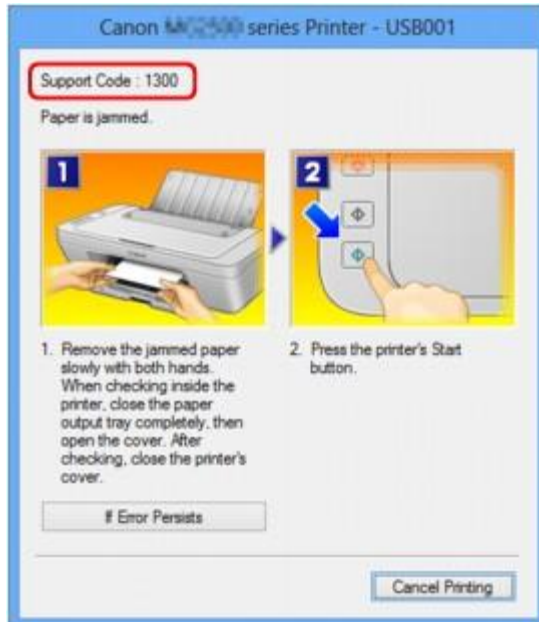 Canon series Printer - USB001
Support Code : 1300
Paper is jammed.
1
2
1. Remove the jammed paper
slowly with both hands.
When checking inside the
printer, close the paper
output tray completely, then
open the cover. After
checking, close the printer's
cover.
2. Press the printer's Start
button.
If Error Persists
Cancel Printing